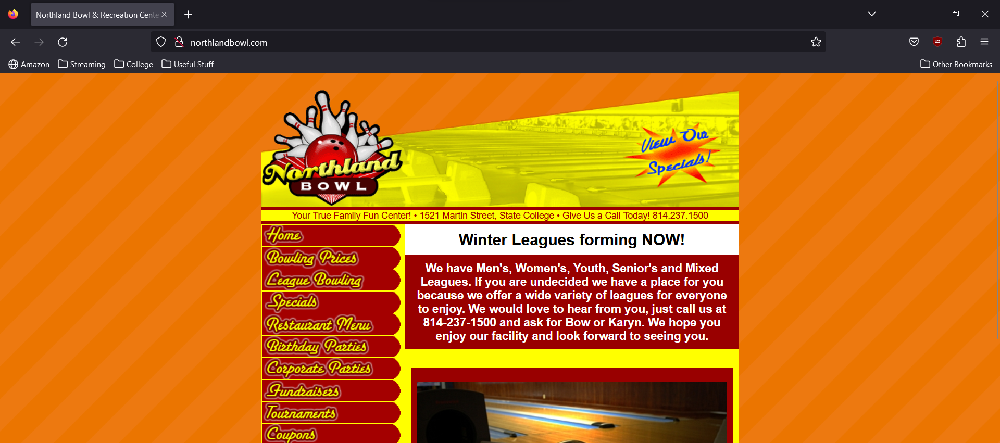 Northland Bowl & Recreation Cente
northlandbowl.com
Amazon
Streaming
College
Useful Stuff
Other Bookmarks
Northland
BOWL
View Our
Specials!
Your True Family Fun Center! • 1521 Martin Street, State College • Give Us a Call Today! 814.237.1500
Home
Bowling Prices
League Bowling
Specials
Restaurant Menu
Birthday Parties
Corporate Parties
Fundraisers
Tournaments
Coupons
Winter Leagues forming NOW!
We have Men's, Women's, Youth, Senior's and Mixed
Leagues. If you are undecided we have a place for you
because we offer a wide variety of leagues for everyone
to enjoy. We would love to hear from you, just call us at
814-237-1500 and ask for Bow or Karyn. We hope you
enjoy our facility and look forward to seeing you.